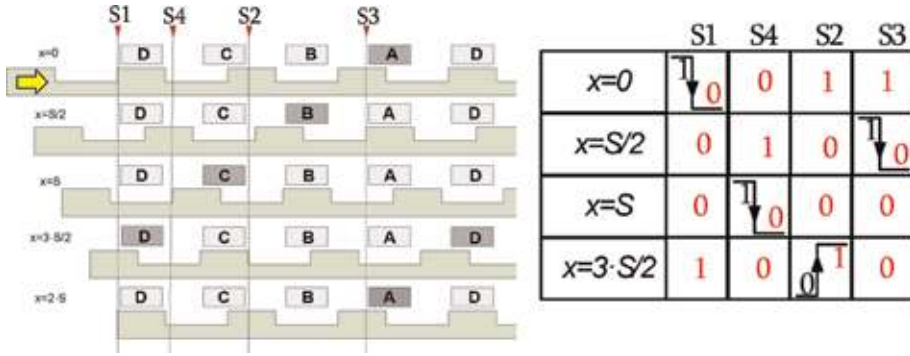 S1 S4 S2 S3
x=0 D C B A D
x=S/2 D C B A D
x=S D C B A D
x=3·S/2 D C B A D
x=2·S D C B A D
S1 S4 S2 S3
x=0 1 0 0 1 1
x=S/2 0 1 0 1 0
x=S 0 1 0 0 0
x=3·S/2 1 0 0 1 0